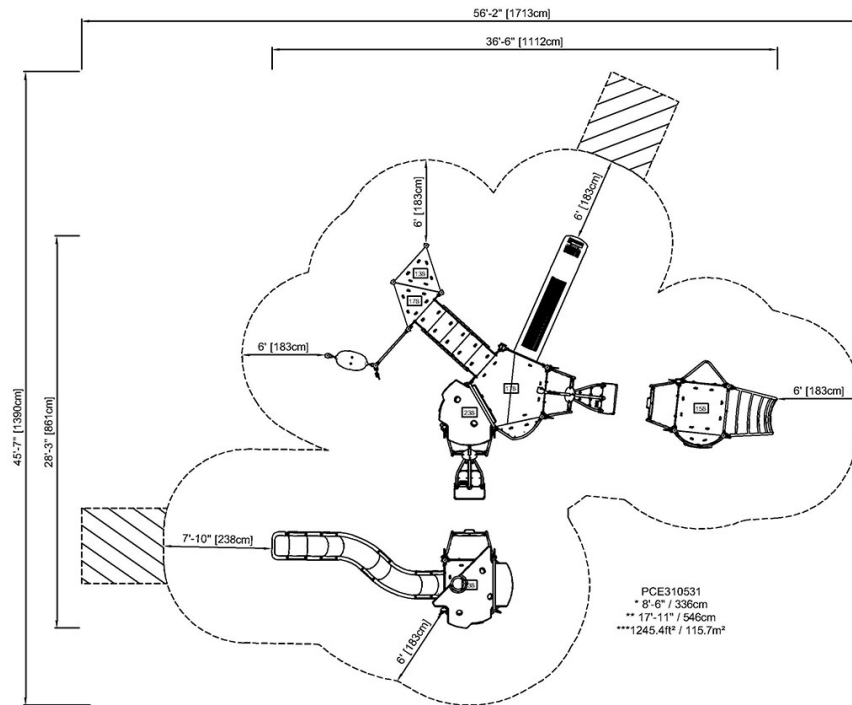 56'-2" [1713cm]
36'-6" [1112cm]
6' [183cm]
6' [183cm]
138
178
6' [183cm]
178
6' [183cm]
158
238
45'-7" [1390cm]
28'-3" [861cm]
7'-10" [238cm]
6' [183cm]
PCE310531
* 8'-6" / 336cm
** 17'-11" / 546cm
***1245.4ft² / 115.7m²